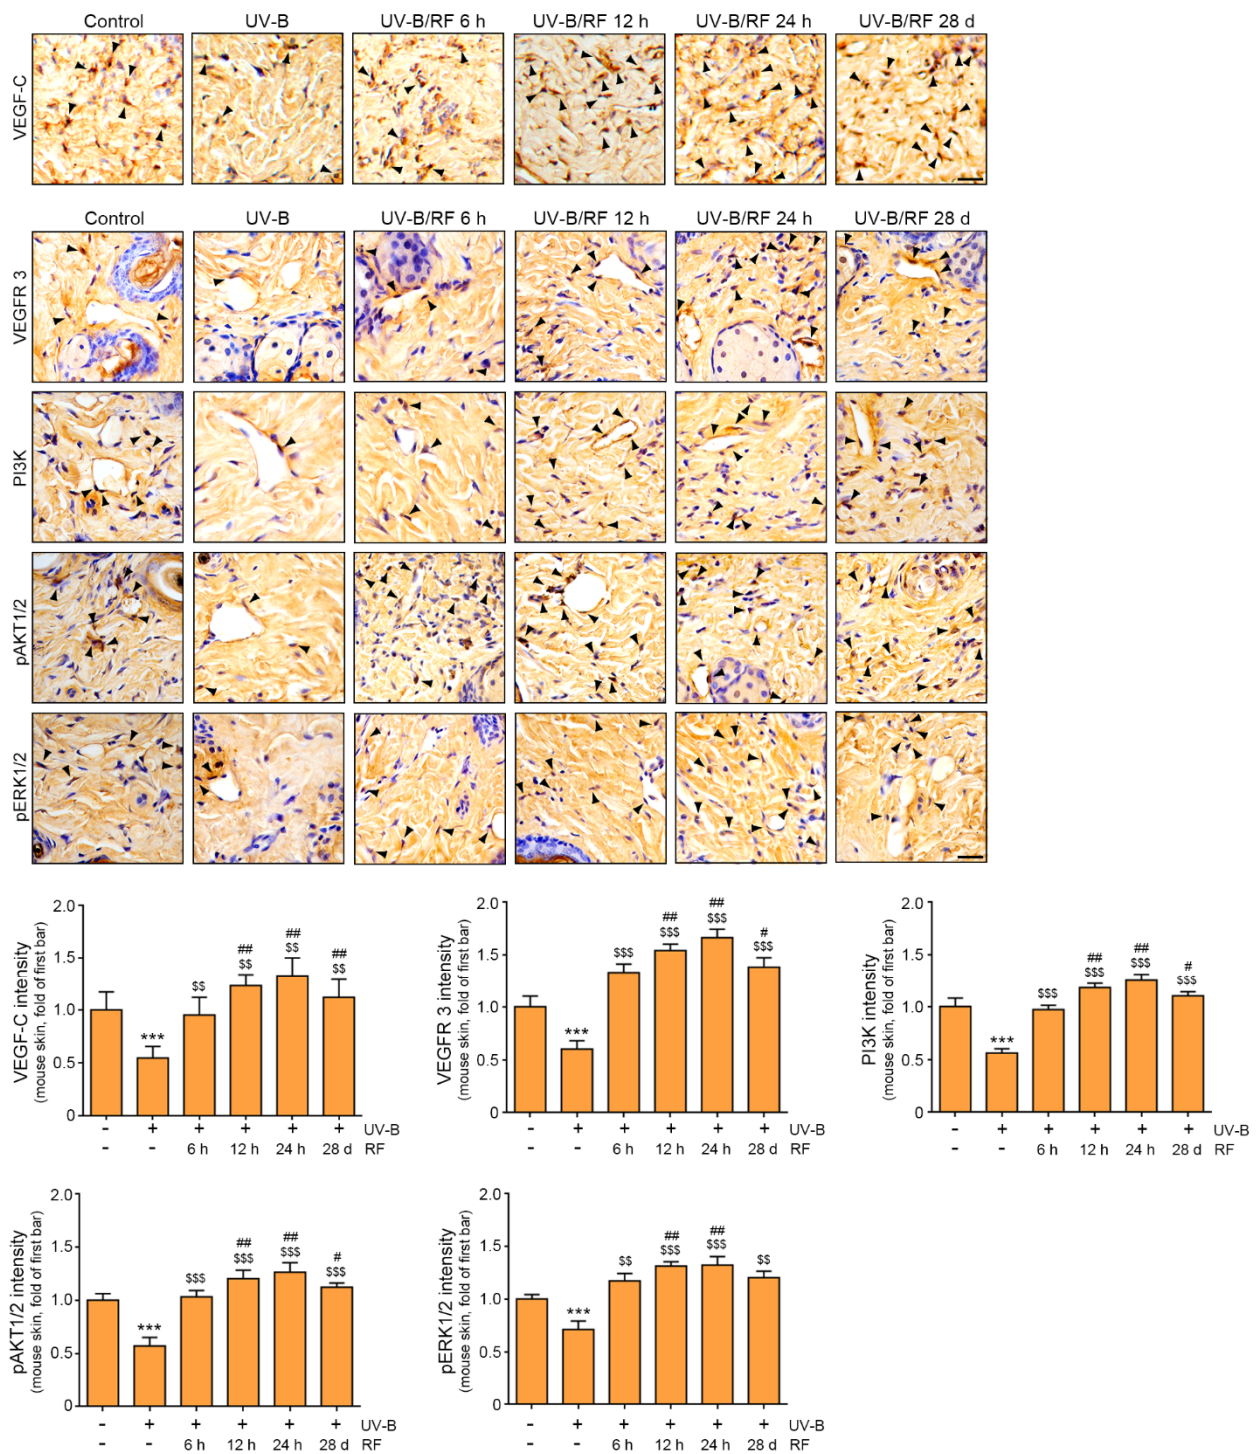 Control UV-B UV-B/RF 6 h UV-B/RF 12 h UV-B/RF 24 h UV-B/RF 28 d
VEGF-C
Control UV-B UV-B/RF 6 h UV-B/RF 12 h UV-B/RF 24 h UV-B/RF 28 d
VEGFR 3
PI3K
pAKT1/2
pERK1/2
VEGF-C intensity
(mouse skin, fold of first bar)
2.0
1.5
1.0
0.5
0
***
$$
##
$$
##
$$
##
$$
- + + + + + UV-B
- - 6 h 12 h 24 h 28 d RF
VEGFR 3 intensity
(mouse skin, fold of first bar)
2.0
1.5
1.0
0.5
0
***
$$$
##
$$$
##
$$$
#
$$$
- + + + + + UV-B
- - 6 h 12 h 24 h 28 d RF
PI3K intensity
(mouse skin, fold of first bar)
2.0
1.5
1.0
0.5
0
***
$$$
##
$$$
##
$$$
#
$$$
- + + + + + UV-B
- - 6 h 12 h 24 h 28 d RF
pAKT1/2 intensity
(mouse skin, fold of first bar)
2.0
1.5
1.0
0.5
0
***
$$$
##
$$$
##
$$$
#
$$$
- + + + + + UV-B
- - 6 h 12 h 24 h 28 d RF
pERK1/2 intensity
(mouse skin, fold of first bar)
2.0
1.5
1.0
0.5
0
***
$$
##
$$$
##
$$$
$$
- + + + + + UV-B
- - 6 h 12 h 24 h 28 d RF